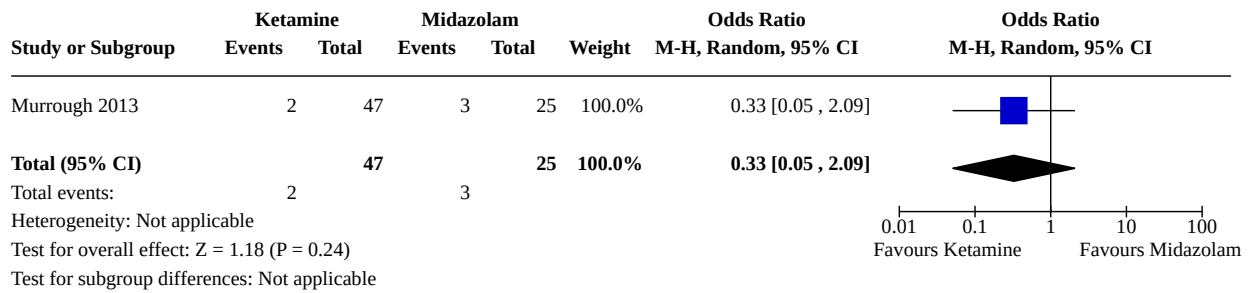 Ketamine Midazolam Odds Ratio Odds Ratio
Study or Subgroup Events Total Events Total Weight M-H, Random, 95% CI M-H, Random, 95% CI
Murrough 2013 2 47 3 25 100.0% 0.33 [0.05 , 2.09]
Total (95% CI) 47 25 100.0% 0.33 [0.05 , 2.09]
Total events: 2 3
Heterogeneity: Not applicable
0.01 0.1 1 10 100
Test for overall effect: Z = 1.18 (P = 0.24)
Favours Ketamine Favours Midazolam
Test for subgroup differences: Not applicable